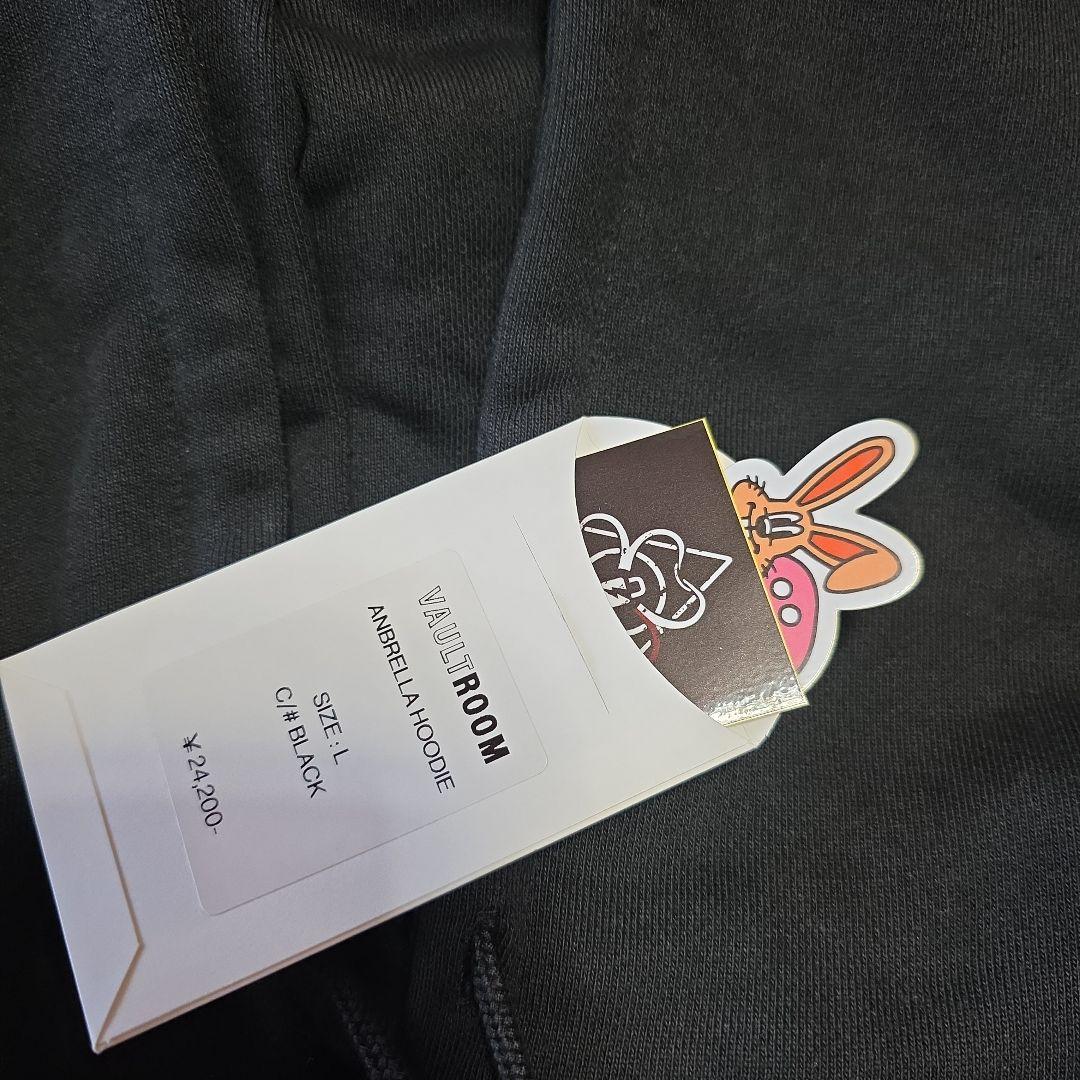 VAULTROOM
ANBRELLA HOODIE
SIZE : L
C/# BLACK
¥ 24,200-